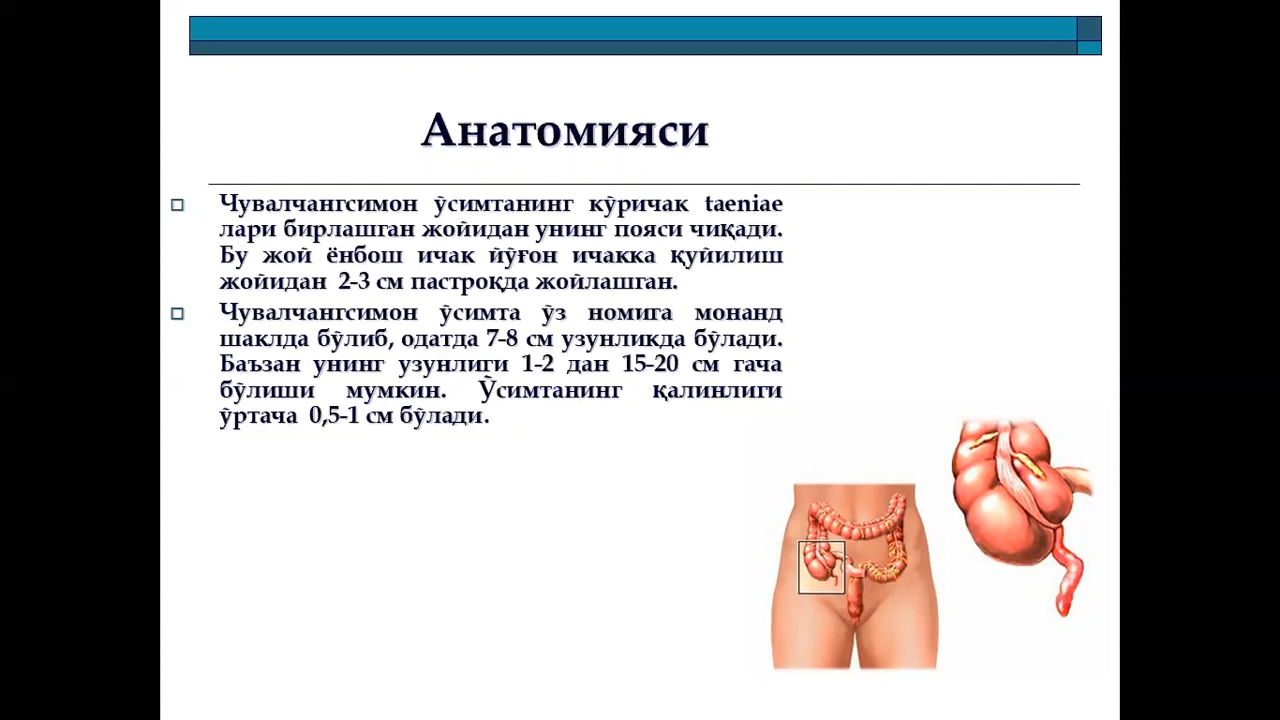 Анатомияси
Чувалчангсимон ўсимтанинг кўричак taeniae
лари бирлашган жойидан унинг пояси чиқади.
Бу жой ёнбош ичак йўғон ичакка қуйилиш
жойидан 2-3 см пастроқда жойлашган.
Чувалчангсимон ўсимта ўз номига монанд
шаклда бўлиб, одатда 7-8 см узунликда бўлади.
Баъзан унинг узунлиги 1-2 дан 15-20 см гача
бўлиши мумкин. Ўсимтанинг қалинлиги
ўртача 0,5-1 см бўлади.